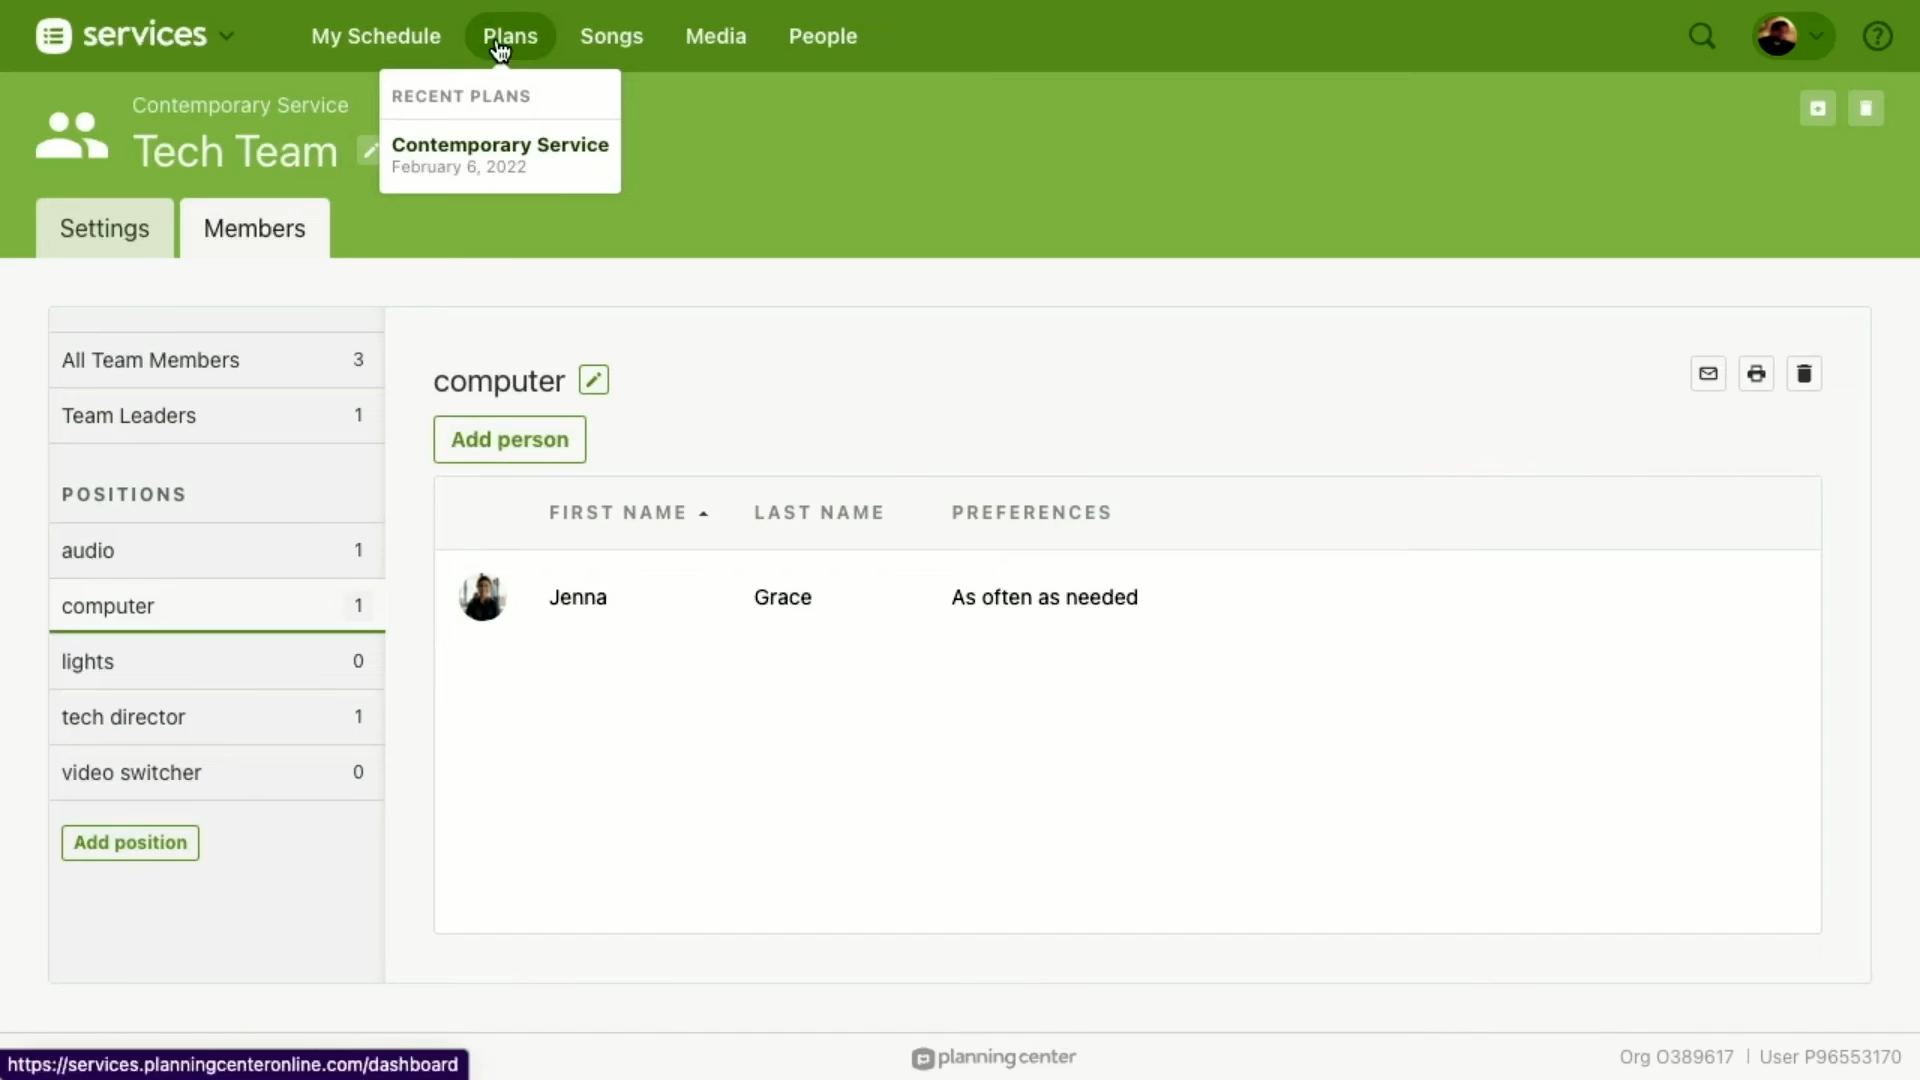 services
My Schedule
Plans
Songs
Media
People
RECENT PLANS
Contemporary Service
February 6, 2022
Contemporary Service
Tech Team
Settings
Members
All Team Members 3
Team Leaders 1
POSITIONS
audio 1
computer 1
lights 0
tech director 1
video switcher 0
Add position
computer
Add person
FIRST NAME LAST NAME PREFERENCES
Jenna Grace As often as needed
https://services.planningcenteronline.com/dashboard
planning center
Org O389617 | User P96553170